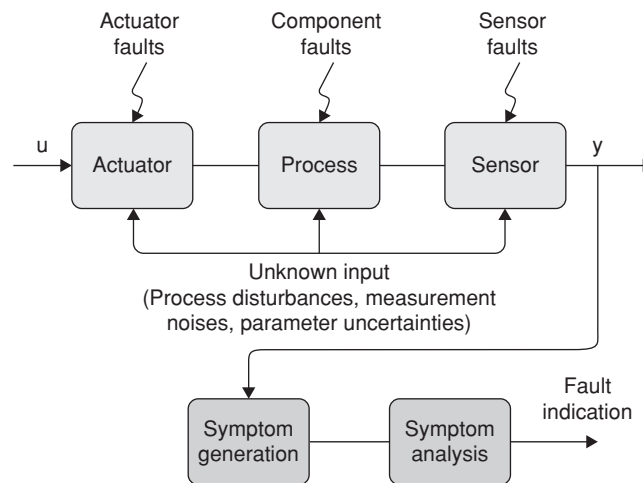 Actuator
faults
Component
faults
Sensor
faults
u
Actuator
Process
Sensor
y
Unknown input
(Process disturbances, measurement
noises, parameter uncertainties)
Symptom
generation
Symptom
analysis
Fault
indication